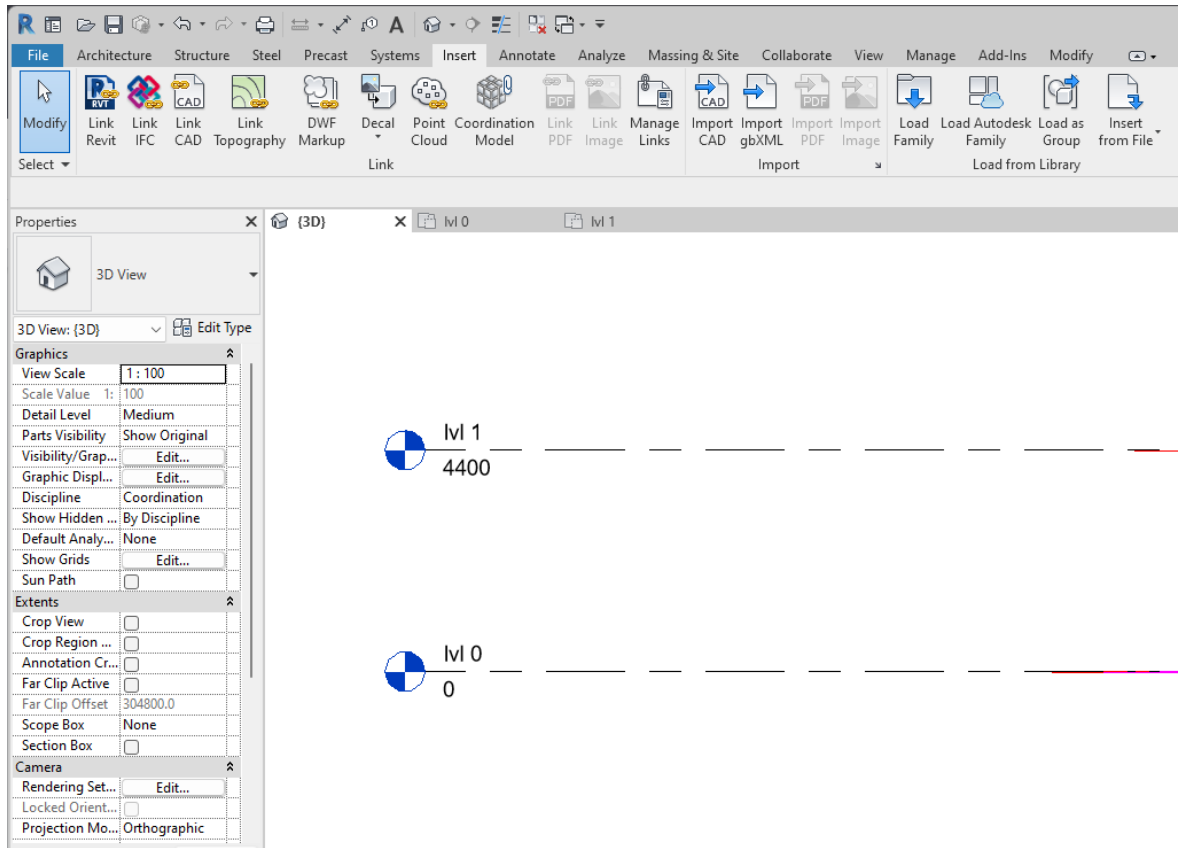 File Architecture Structure Steel Precast Systems Insert Annotate Analyze Massing & Site Collaborate View Manage Add-Ins Modify
Modify
Link Revit
Link IFC
Link CAD
Link Topography
DWF Markup
Decal
Point Cloud
Coordination Model
Link PDF
Link Image
Manage Links
Import CAD
Import gbXML
Import PDF
Import Image
Load Family
Load Autodesk Family
Load as Group
Insert from File
Select Link Import Load from Library
Properties
{3D} lvl 0 lvl 1
3D View
3D View: {3D} Edit Type
Graphics
View Scale 1 : 100
Scale Value 1: 100
Detail Level Medium
Parts Visibility Show Original
Visibility/Grap... Edit...
Graphic Displ... Edit...
Discipline Coordination
Show Hidden ... By Discipline
Default Analy... None
Show Grids Edit...
Sun Path
Extents
Crop View
Crop Region ...
Annotation Cr...
Far Clip Active
Far Clip Offset 304800.0
Scope Box None
Section Box
Camera
Rendering Set... Edit...
Locked Orient...
Projection Mo... Orthographic
lvl 1
4400
lvl 0
0